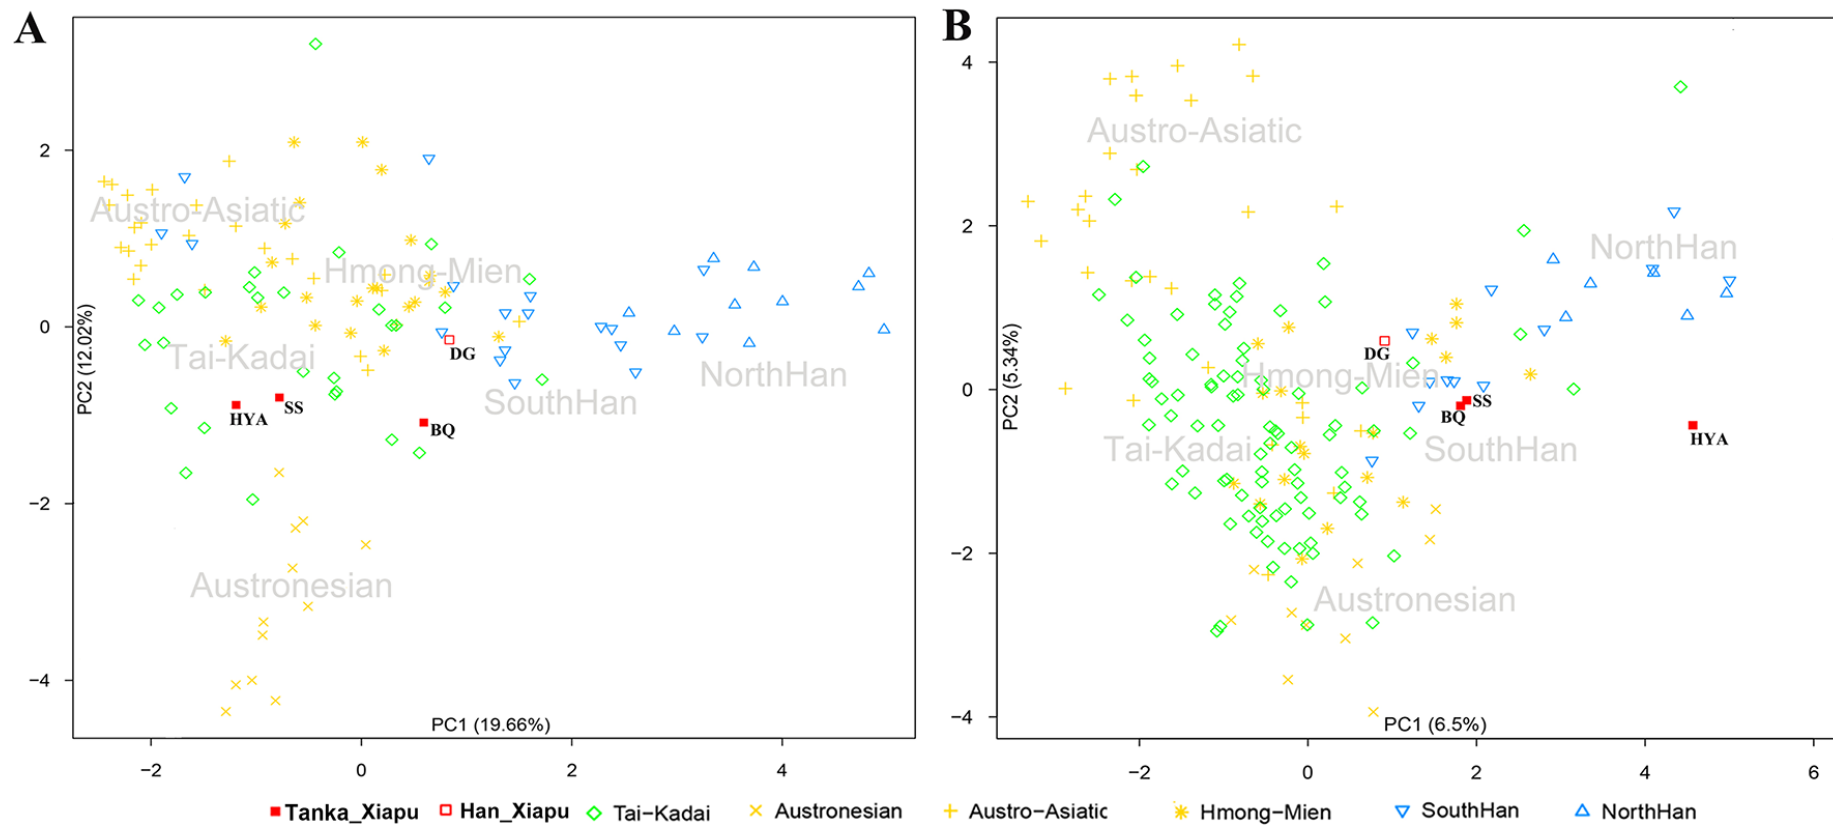 A
B
2
0
−2
−4
PC2 (12.02%)
Austro-Asiatic
Hmong-Mien
Tai-Kadai
SouthHan
NorthHan
Austronesian
DG
HYA
SS
BQ
PC1 (19.66%)
−2
0
2
4
4
2
0
−2
−4
PC2 (5.34%)
Austro-Asiatic
NorthHan
Hmong-Mien
Tai-Kadai
SouthHan
Austronesian
DG
SS
BQ
HYA
PC1 (6.5%)
−2
0
2
4
6
Tanka_Xiapu Han_Xiapu Tai−Kadai Austronesian Austro−Asiatic Hmong−Mien SouthHan NorthHan